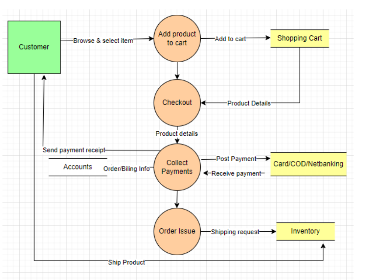 Customer
Browse & select item
Add product
to cart
Add to cart
Shopping Cart
Checkout
Product Details
Product details
Send payment receipt
Accounts
Order/Biling Info
Collect
Payments
Post Payment
Receive payment
Card/COD/Netbanking
Order Issue
Shipping request
Inventory
Ship Product